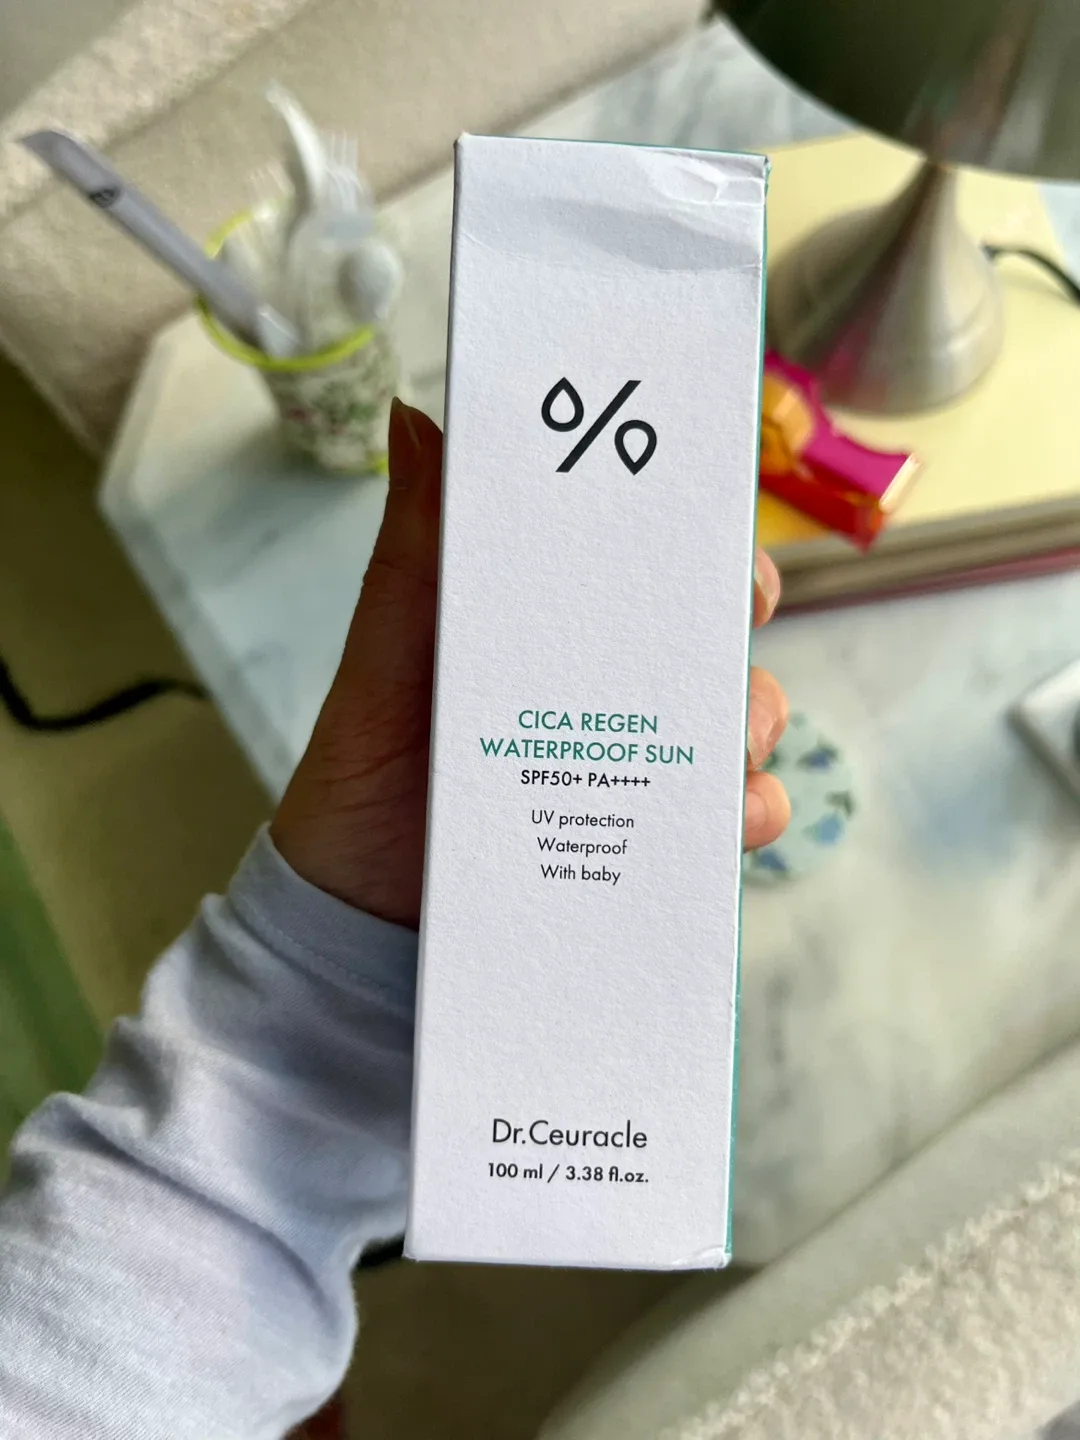 CICA REGEN
WATERPROOF SUN
SPF50+ PA++++
UV protection
Waterproof
With baby
Dr.Ceuracle
100 ml / 3.38 fl.oz.